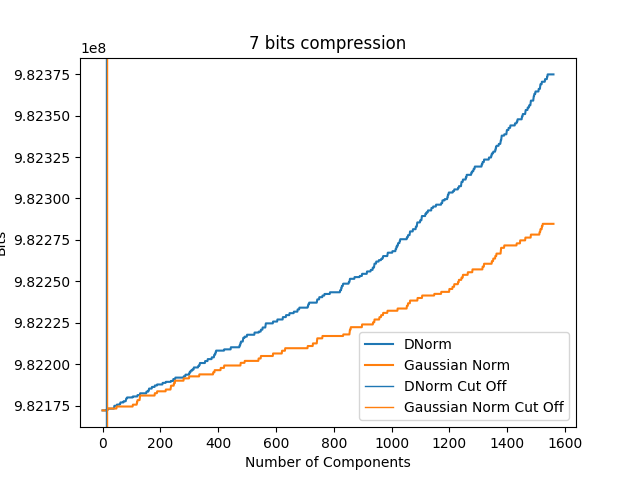 7 bits compression
1e8
9.82375
9.82350
9.82325
9.82300
9.82275
9.82250
9.82225
9.82200
9.82175
Bits
0 200 400 600 800 1000 1200 1400 1600
Number of Components
DNorm
Gaussian Norm
DNorm Cut Off
Gaussian Norm Cut Off